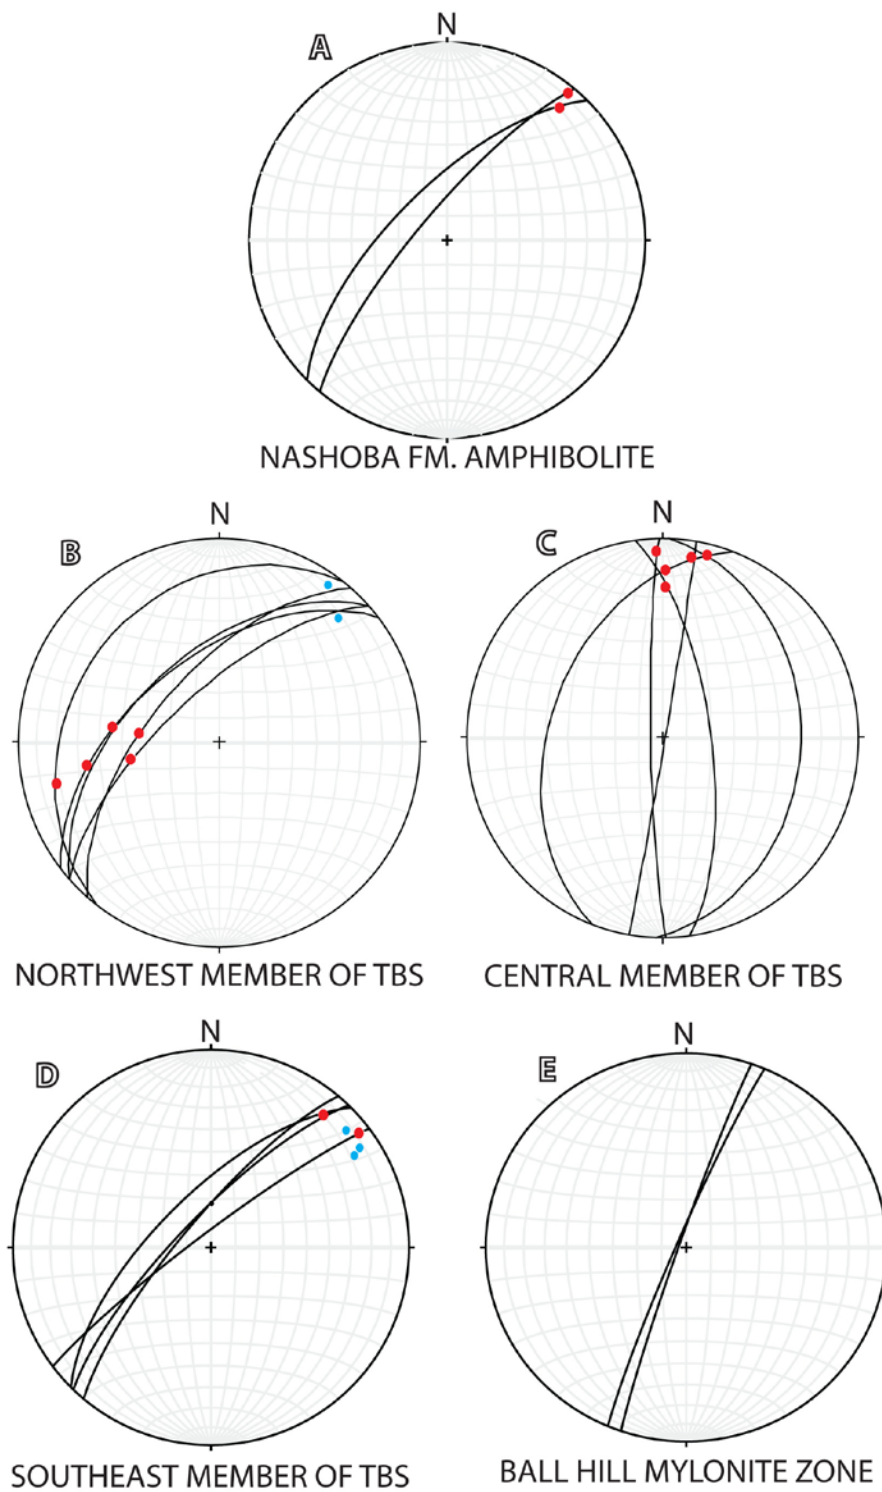 A
N
NASHOBA FM. AMPHIBOLITE
B
N
NORTHWEST MEMBER OF TBS
C
N
CENTRAL MEMBER OF TBS
D
N
SOUTHEAST MEMBER OF TBS
E
N
BALL HILL MYLONITE ZONE